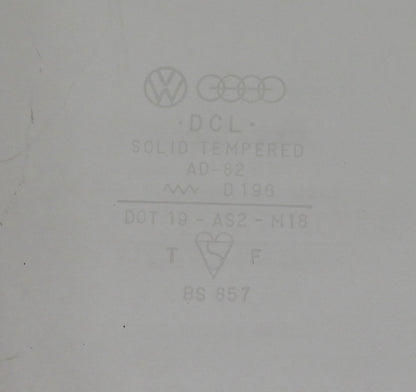 ·DCL·
SOLID TEMPERED
AD-82
D196
DOT 19 - AS2 - M18
T F
BS 857